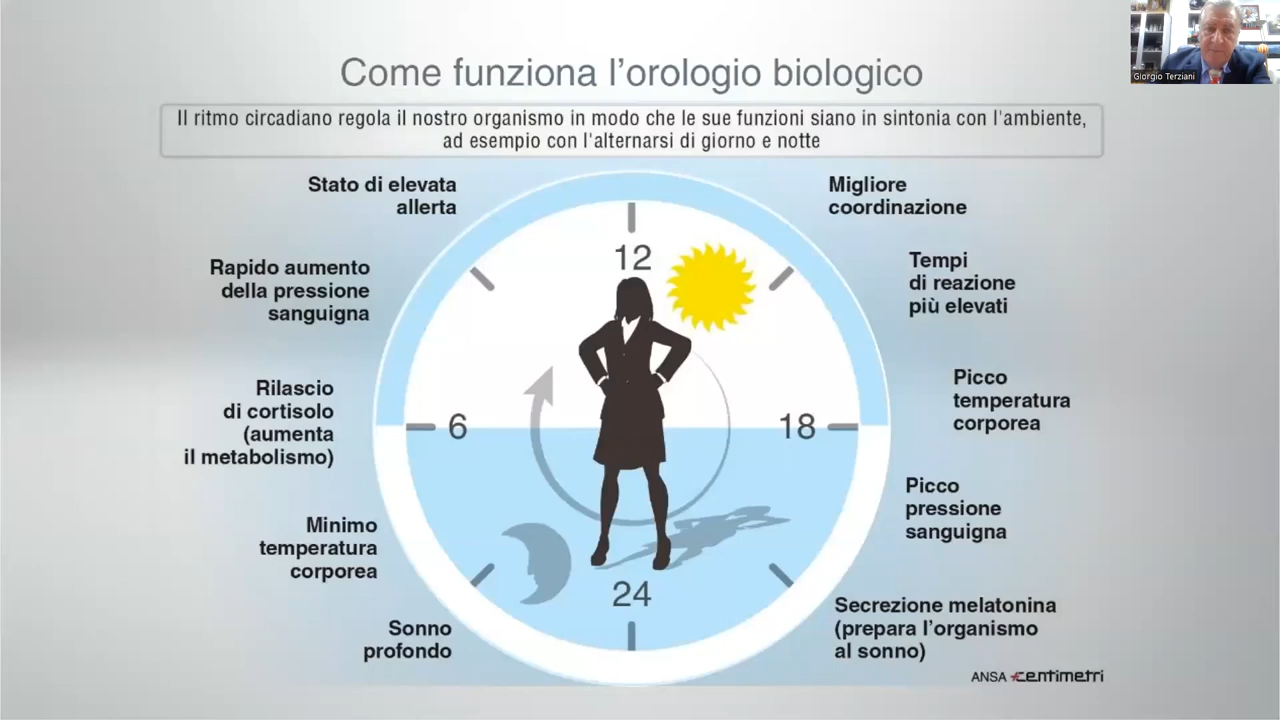 Giorgio Terziani
Come funziona l'orologio biologico
Il ritmo circadiano regola il nostro organismo in modo che le sue funzioni siano in sintonia con l'ambiente,
ad esempio con l'alternarsi di giorno e notte
Stato di elevata
allerta
Rapido aumento
della pressione
sanguigna
Rilascio
di cortisolo
(aumenta
il metabolismo)
Minimo
temperatura
corporea
Sonno
profondo
12
6
18
24
Migliore
coordinazione
Tempi
di reazione
più elevati
Picco
temperatura
corporea
Picco
pressione
sanguigna
Secrezione melatonina
(prepara l'organismo
al sonno)
ANSA centimetri